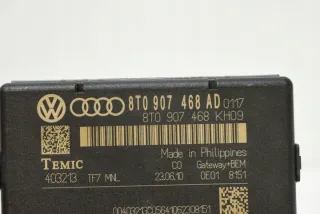 8T0 907 468 AD 0117
8T0 907 468 KH09
TEMIC
Made in Philippines
CO Gateway+BEM
403213 TF7 MNL 23.06.10 DE01 8151